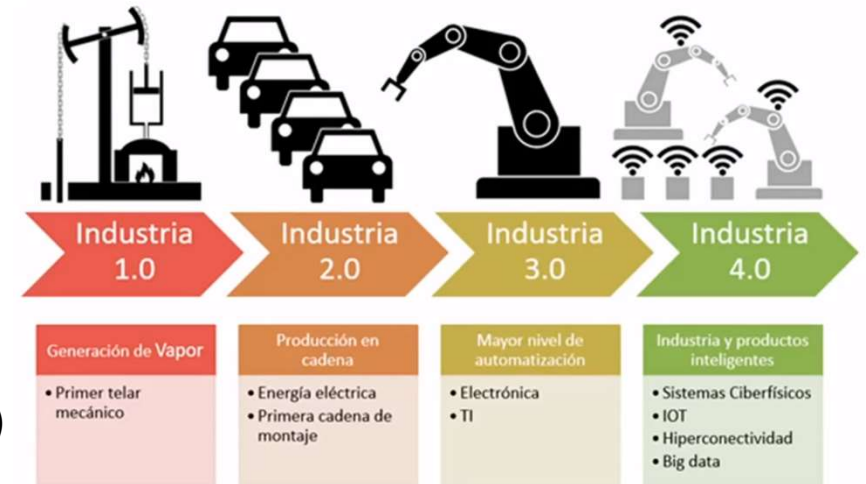 Industria
1.0
Industria
2.0
Industria
3.0
Industria
4.0
Generación de Vapor
• Primer telar
mecánico
Producción en
cadena
• Energía eléctrica
• Primera cadena de
montaje
Mayor nivel de
automatización
• Electrónica
• TI
Industria y productos
inteligentes
• Sistemas Ciberfísicos
• IOT
• Hiperconectividad
• Big data